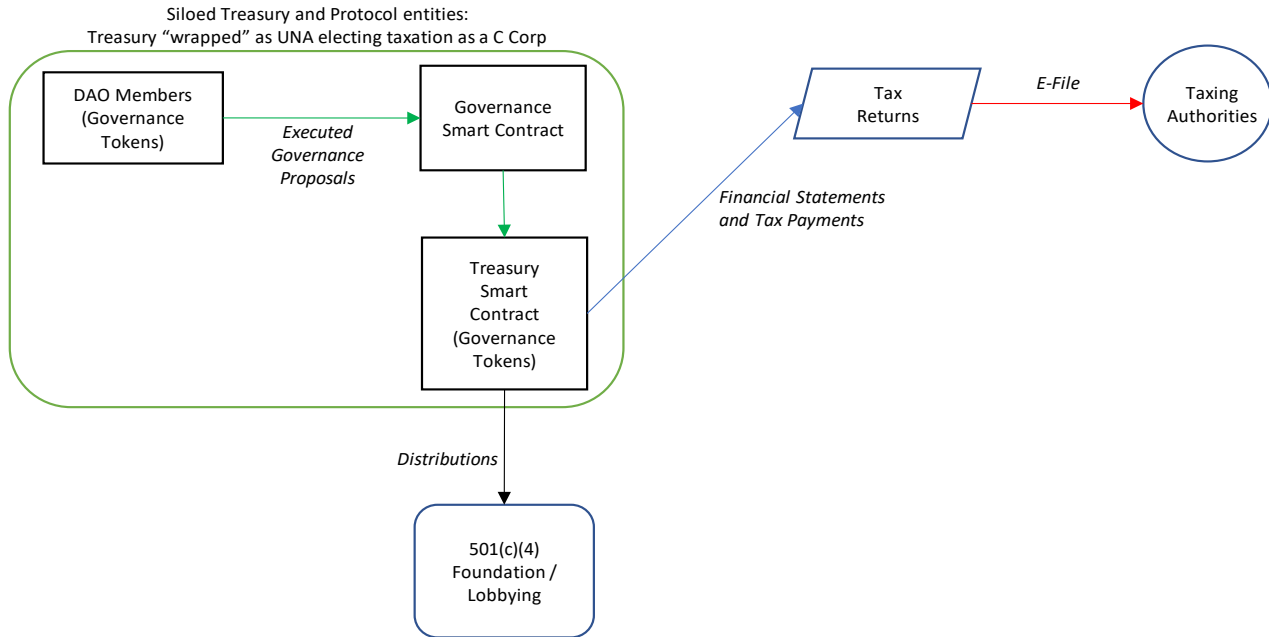 Siloed Treasury and Protocol entities:
Treasury “wrapped” as UNA electing taxation as a C Corp
DAO Members
(Governance
Tokens)
Executed
Governance
Proposals
Governance
Smart Contract
Tax
Returns
E-File
Taxing
Authorities
Financial Statements
and Tax Payments
Treasury
Smart
Contract
(Governance
Tokens)
Distributions
501(c)(4)
Foundation /
Lobbying